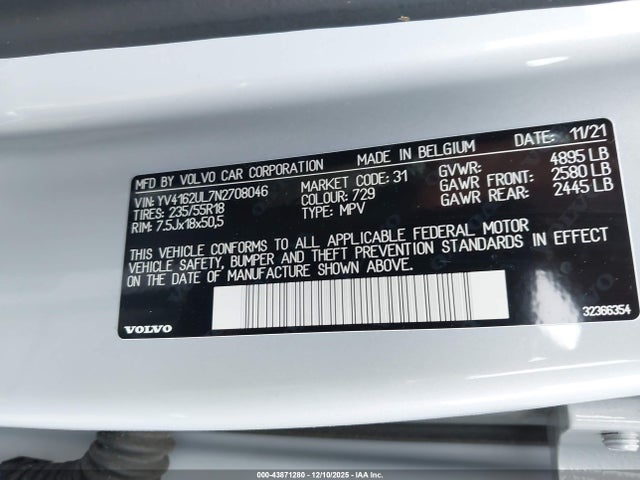 MFD BY VOLVO CAR CORPORATION MADE IN BELGIUM DATE: 11/21
VIN: YV4162UL7N2708046 MARKET CODE: 31 GVWR: 4895 LB
TIRES: 235/55R18 COLOUR: 729 GAWR FRONT: 2580 LB
RIM: 7.5Jx18x50,5 TYPE: MPV GAWR REAR: 2445 LB
THIS VEHICLE CONFORMS TO ALL APPLICABLE FEDERAL MOTOR
VEHICLE SAFETY, BUMPER AND THEFT PREVENTION STANDARDS IN EFFECT
ON THE DATE OF MANUFACTURE SHOWN ABOVE.
VOLVO 32366354
000-43871280 - 12/10/2025 - IAA, Inc.